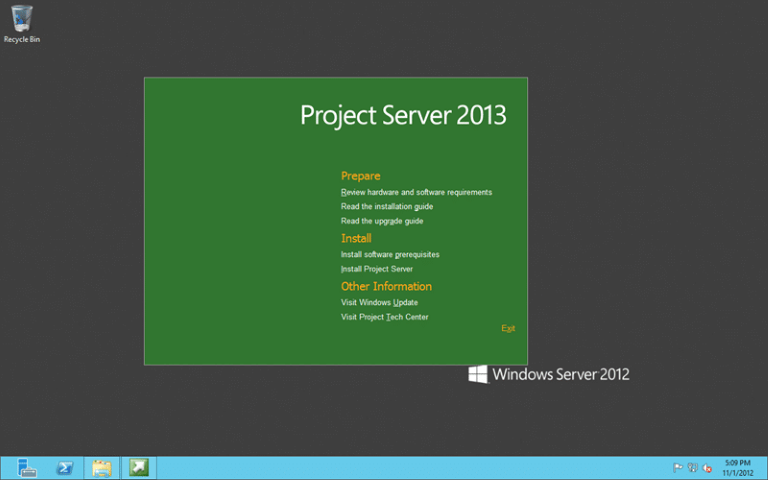 Recycle Bin
Project Server 2013
Prepare
Review hardware and software requirements
Read the installation guide
Read the upgrade guide
Install
Install software prerequisites
Install Project Server
Other Information
Visit Windows Update
Visit Project Tech Center
Exit
Windows Server 2012
5:09 PM
11/1/2012